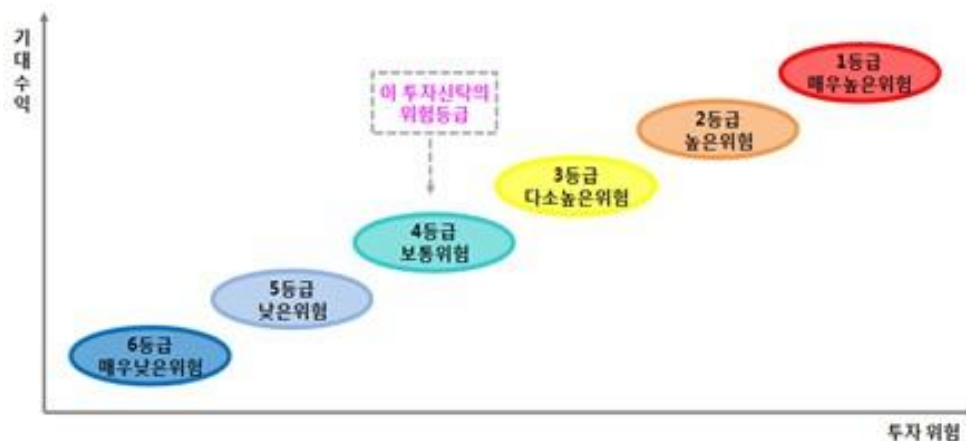 기
대
수
익
1등급
매우높은위험
이 투자신탁의
위험등급
2등급
높은위험
3등급
다소높은위험
4등급
보통위험
5등급
낮은위험
6등급
매우낮은위험
투자 위험